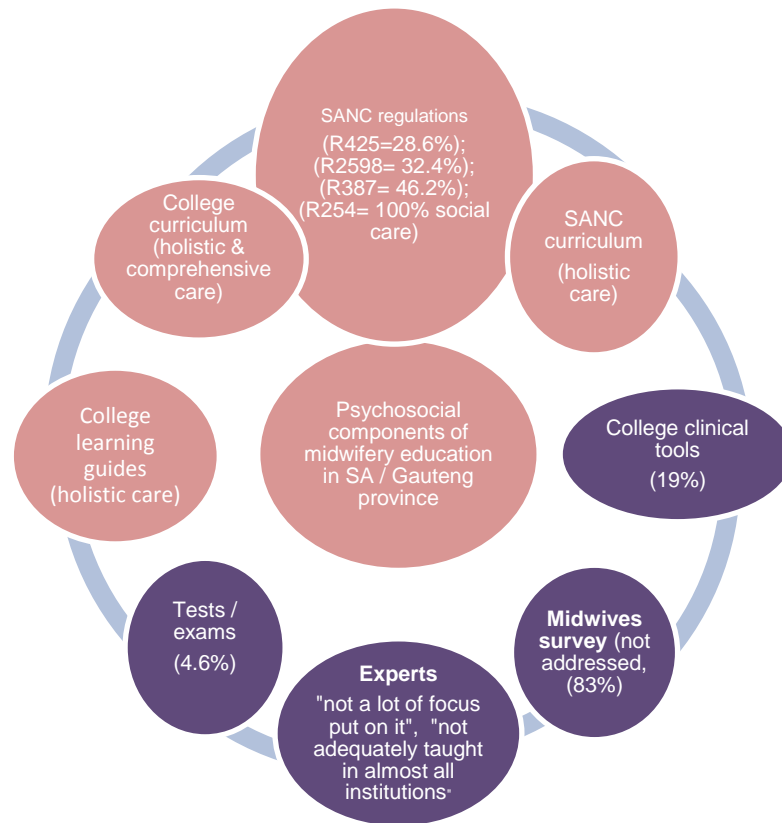 SANC regulations
(R425=28.6%);
(R2598= 32.4%);
(R387= 46.2%);
(R254= 100% social
care)
SANC
curriculum
(holistic
care)
College clinical
tools
(19%)
Midwives
survey (not
addressed,
(83%)
Experts
"not a lot of focus
put on it",  "not
adequately taught
in almost all
institutions"
Tests /
exams
(4.6%)
College
learning
guides
(holistic care)
College
curriculum
(holistic &
comprehensive
care)
Psychosocial
components of
midwifery education
in SA / Gauteng
province